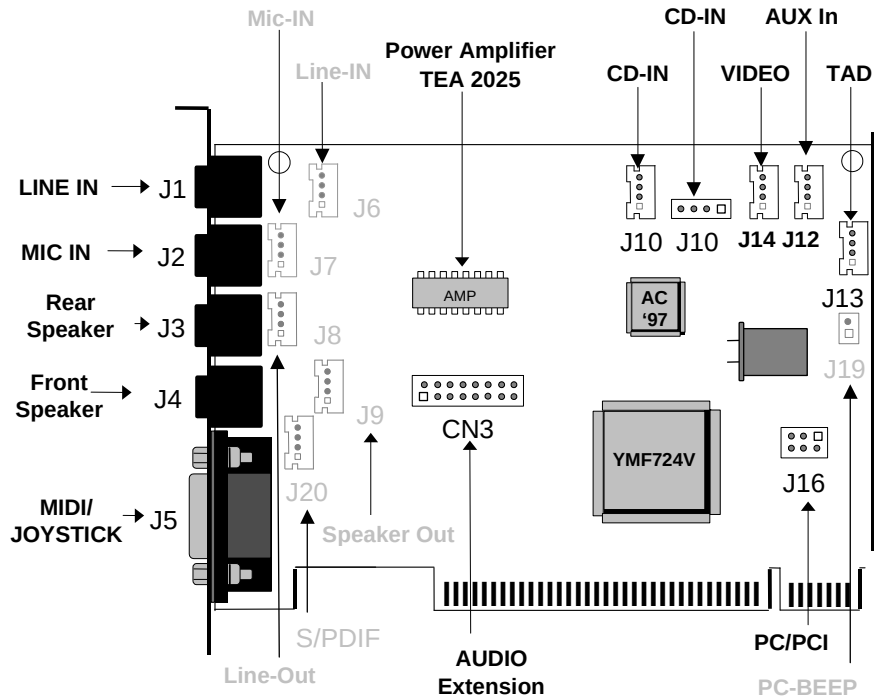 Mic-IN
CD-IN
AUX In
Power Amplifier
TEA 2025
Line-IN
CD-IN
VIDEO
TAD
LINE IN
J1
J6
MIC IN
J2
J7
J10
J10
J14
J12
J13
Rear
Speaker
J3
J8
AMP
AC
‘97
J19
Front
Speaker
J4
J9
CN3
YMF724V
J16
MIDI/
JOYSTICK
J5
J20
Speaker Out
S/PDIF
Line-Out
AUDIO
Extension
PC/PCI
PC-BEEP